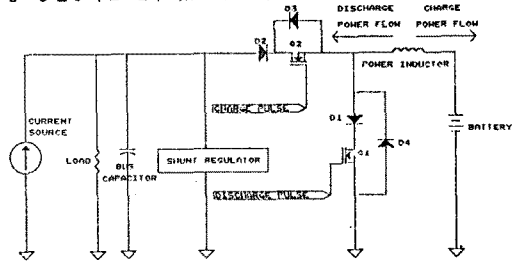 DISCHARGE
POWER FLOW
CHARGE
POWER FLOW
D3
D2
Q2
POWER INDUCTOR
CHARGE PULSE
CURRENT
SOURCE
D1
BATTERY
LOAD
BUS
CAPACITOR
SHUNT REGULATOR
Q1
D4
DISCHARGE PULSE